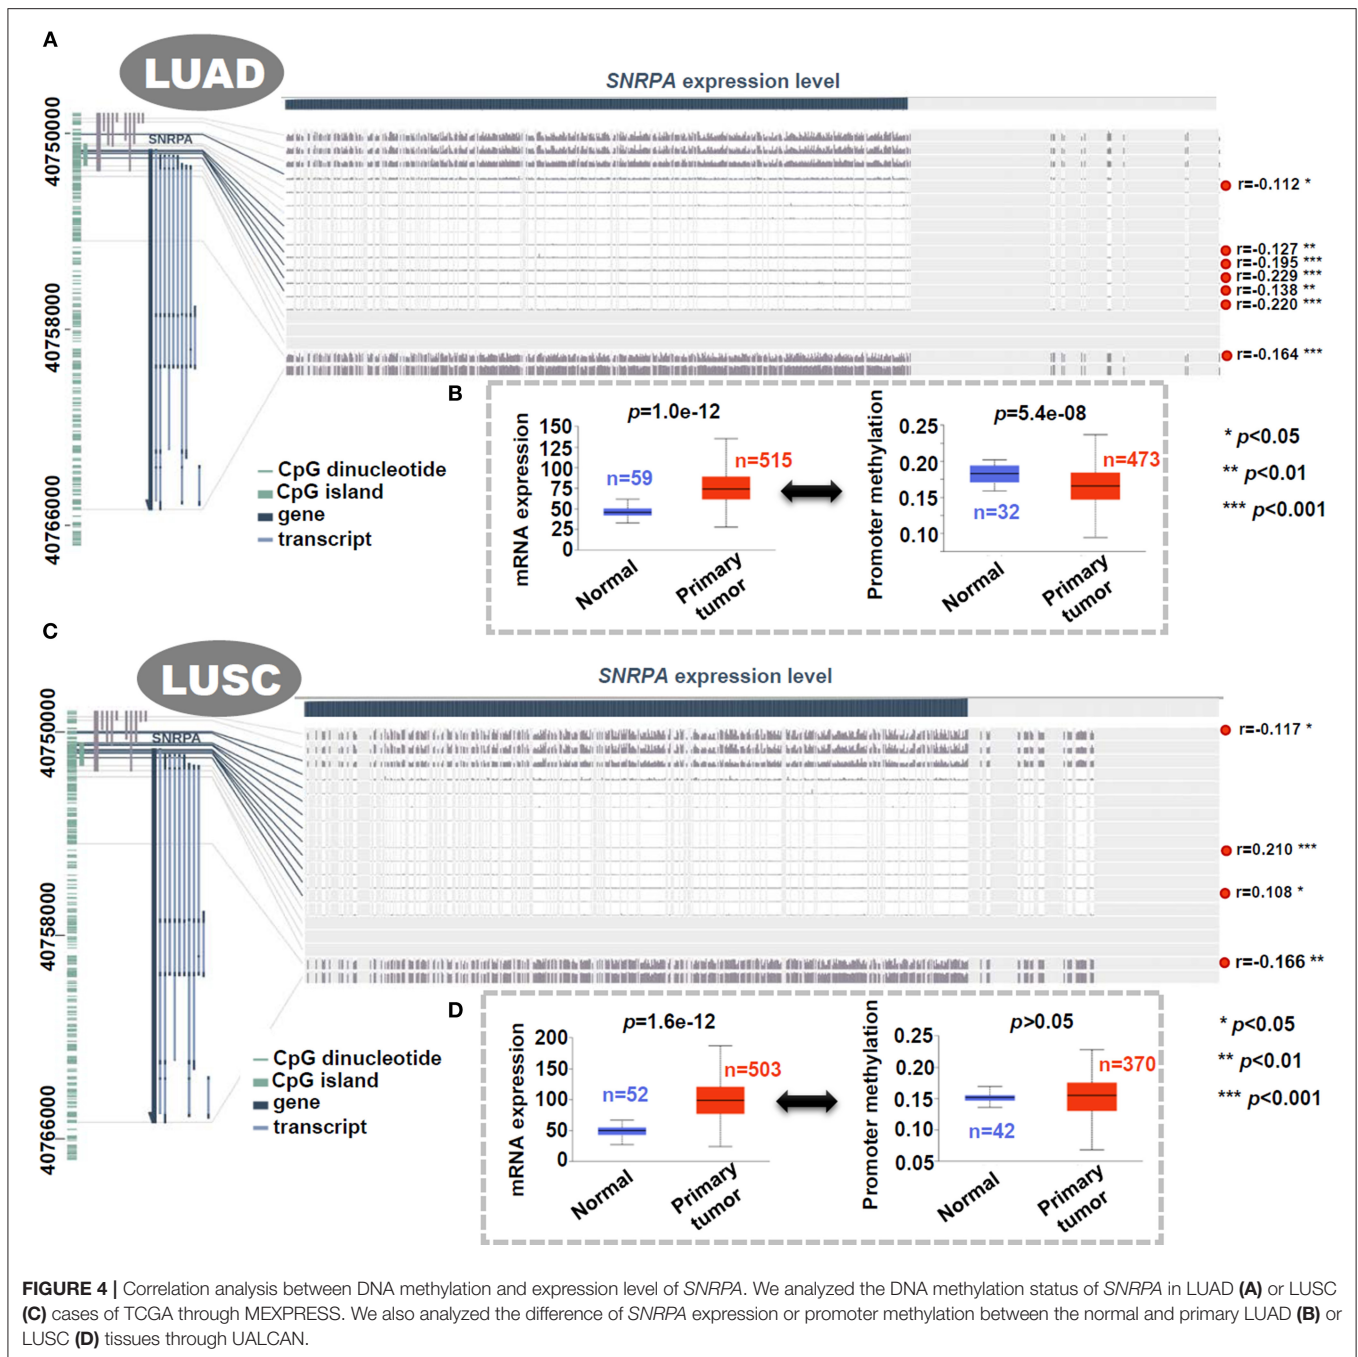 A
LUAD
SNRPA expression level
40750000
40758000
40766000
SNRPA
r=-0.112 *
r=-0.127 **
r=-0.195 ***
r=-0.229 ***
r=-0.138 **
r=-0.220 ***
r=-0.164 ***
CpG dinucleotide
CpG island
gene
transcript
B
mRNA expression
p=1.0e-12
150
125
100
75
50
25
0
n=59
n=515
Normal
Primary
tumor
Promoter methylation
p=5.4e-08
0.25
0.20
0.15
0.10
n=32
n=473
Normal
Primary
tumor
* p<0.05
** p<0.01
*** p<0.001
C
LUSC
SNRPA expression level
40750000
40758000
40766000
SNRPA
r=-0.117 *
r=0.210 ***
r=0.108 *
r=-0.166 **
CpG dinucleotide
CpG island
gene
transcript
D
mRNA expression
p=1.6e-12
200
150
100
50
0
n=52
n=503
Normal
Primary
tumor
Promoter methylation
p>0.05
0.25
0.20
0.15
0.10
0.05
n=42
n=370
Normal
Primary
tumor
* p<0.05
** p<0.01
*** p<0.001
FIGURE 4 | Correlation analysis between DNA methylation and expression level of SNRPA. We analyzed the DNA methylation status of SNRPA in LUAD (A) or LUSC
(C) cases of TCGA through MEXPRESS. We also analyzed the difference of SNRPA expression or promoter methylation between the normal and primary LUAD (B) or
LUSC (D) tissues through UALCAN.